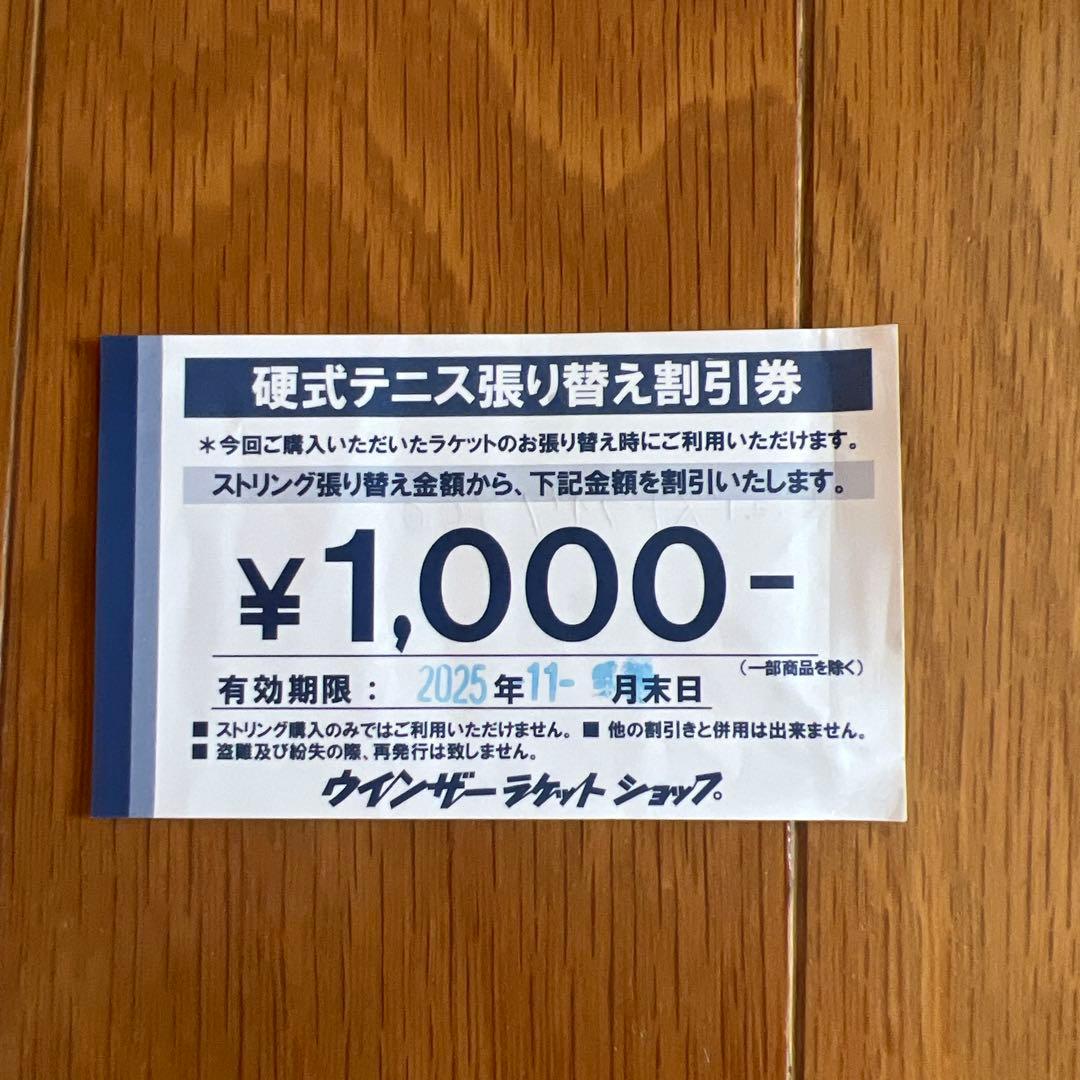 硬式テニス張り替え割引券
＊今回ご購入いただいたラケットのお張り替え時にご利用いただけます。
ストリング張り替え金額から、下記金額を割引いたします。
¥1,000-
（一部商品を除く）
有効期限： 2025年11- 月末日
■ ストリング購入のみではご利用いただけません。 ■ 他の割引きと併用は出来ません。
■ 盗難及び紛失の際、再発行は致しません。
ウインザー ラケット ショップ。